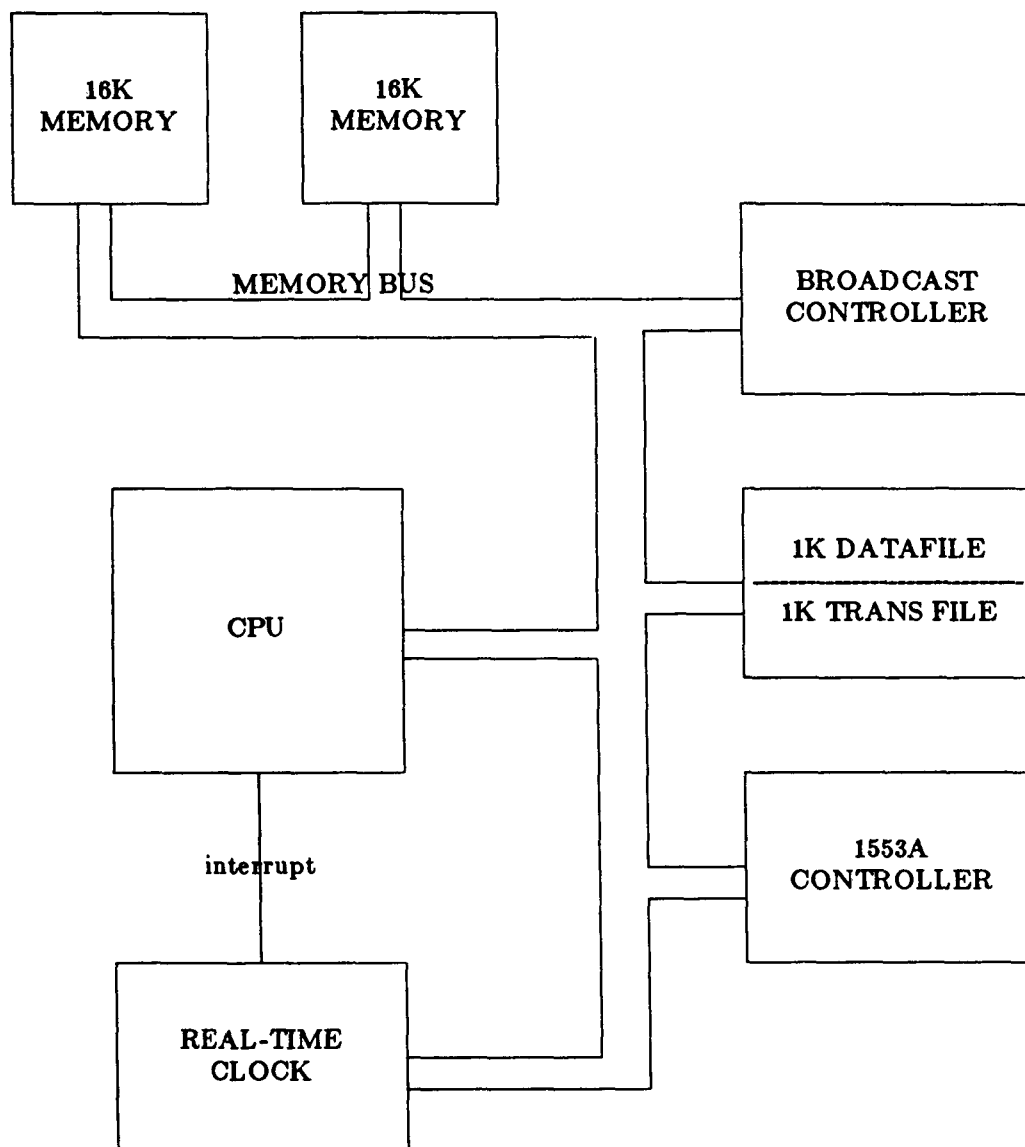 16K
MEMORY
16K
MEMORY
MEMORY BUS
BROADCAST
CONTROLLER
1K DATAFILE
1K TRANS FILE
CPU
interrupt
1553A
CONTROLLER
REAL-TIME
CLOCK